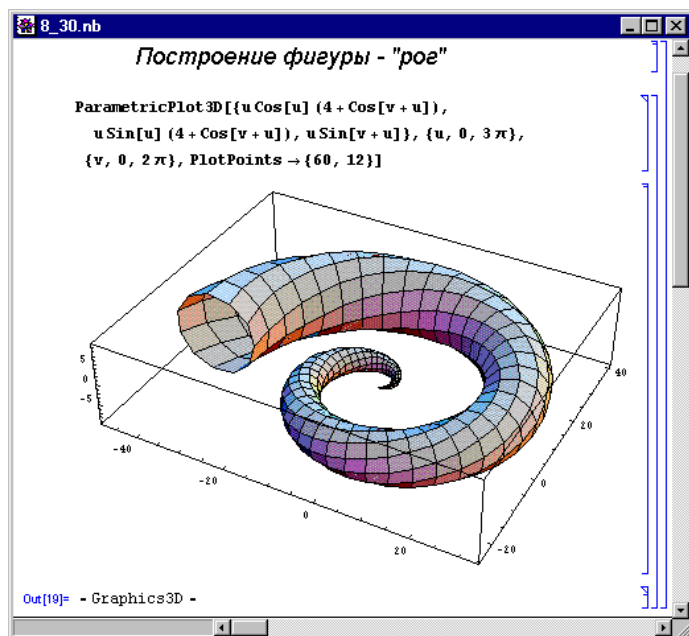 8_30.nb
Построение фигуры - "рог"
ParametricPlot3D[{u Cos[u] (4 + Cos[v + u]),
u Sin[u] (4 + Cos[v + u]), u Sin[v + u]}, {u, 0, 3 π},
{v, 0, 2 π}, PlotPoints → {60, 12}]
5
0
-5
-40
-20
0
20
40
20
0
-20
Out[19]= - Graphics3D -